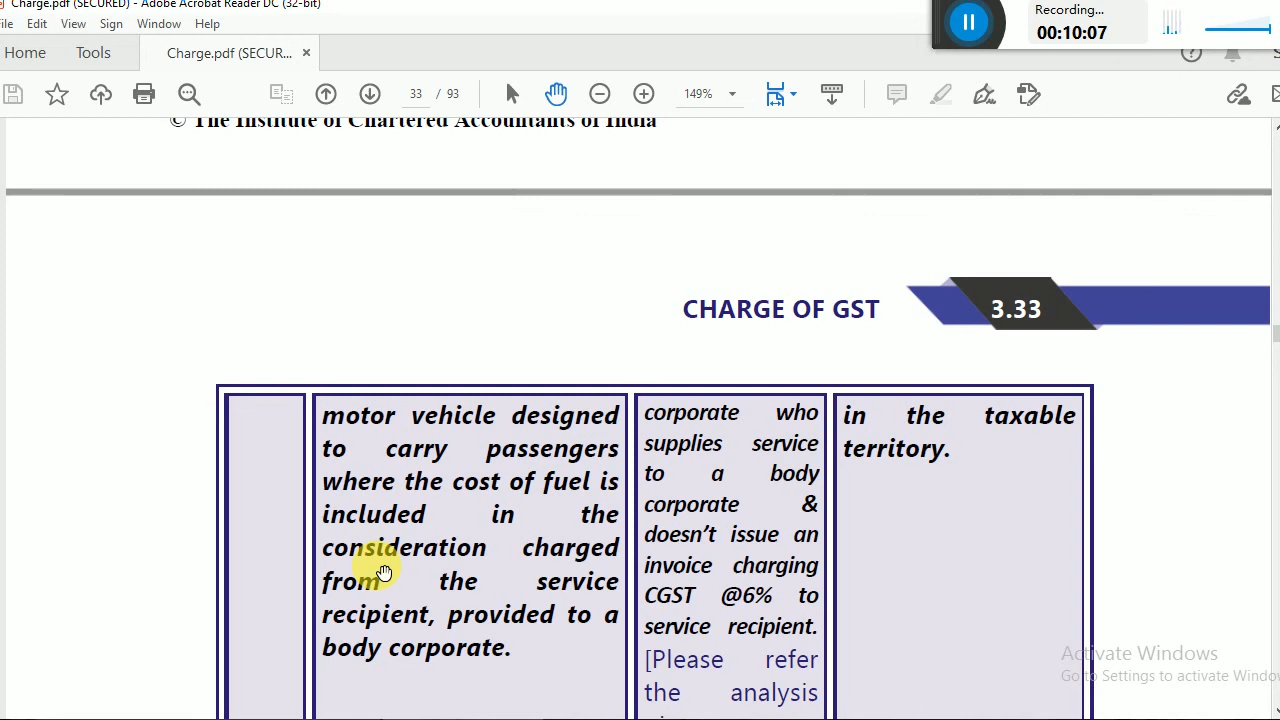 Charge.pdf (SECURED) - Adobe Acrobat Reader DC (32-bit)
File Edit View Sign Window Help
Recording...
00:10:07
Home Tools Charge.pdf (SECUR... ×
33 / 93 149%
© The Institute of Chartered Accountants of India
CHARGE OF GST 3.33
motor vehicle designed
to carry passengers
where the cost of fuel is
included in the
consideration charged
from the service
recipient, provided to a
body corporate.
corporate who
supplies service
to a body
corporate &
doesn't issue an
invoice charging
CGST @6% to
service recipient.
[Please refer
the analysis
in the taxable
territory.
Activate Windows
Go to Settings to activate Windo